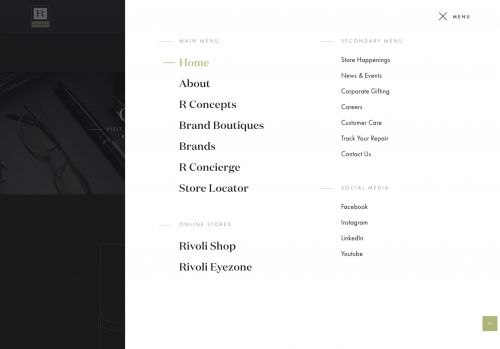 R
MENU
MAIN MENU
Home
About
R Concepts
Brand Boutiques
Brands
R Concierge
Store Locator
ONLINE STORES
Rivoli Shop
Rivoli Eyezone
SECONDARY MENU
Store Happenings
News & Events
Corporate Gifting
Careers
Customer Care
Track Your Repair
Contact Us
SOCIAL MEDIA
Facebook
Instagram
LinkedIn
Youtube
VISIT